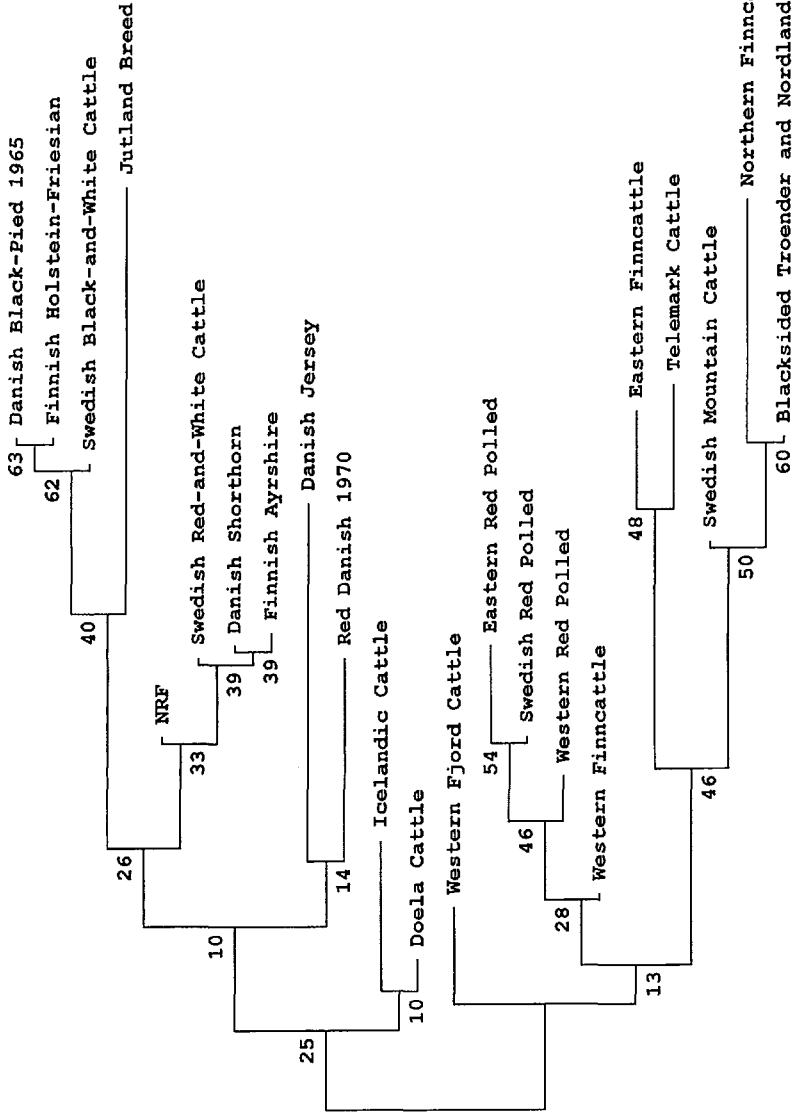 63
Danish Black-Pied 1965
Finnish Holstein-Friesian
62
Swedish Black-and-White Cattle
40
Jutland Breed
26
NRF
33
Swedish Red-and-White Cattle
39
Danish Shorthorn
39
Finnish Ayrshire
10
Danish Jersey
14
Red Danish 1970
25
Icelandic Cattle
10
Doela Cattle
Western Fjord Cattle
54
Eastern Red Polled
Swedish Red Polled
46
Western Red Polled
28
Western Finncattle
13
48
Eastern Finncattle
Telemark Cattle
46
Swedish Mountain Cattle
50
Northern Finnc
60
Blacksided Troender and Nordland